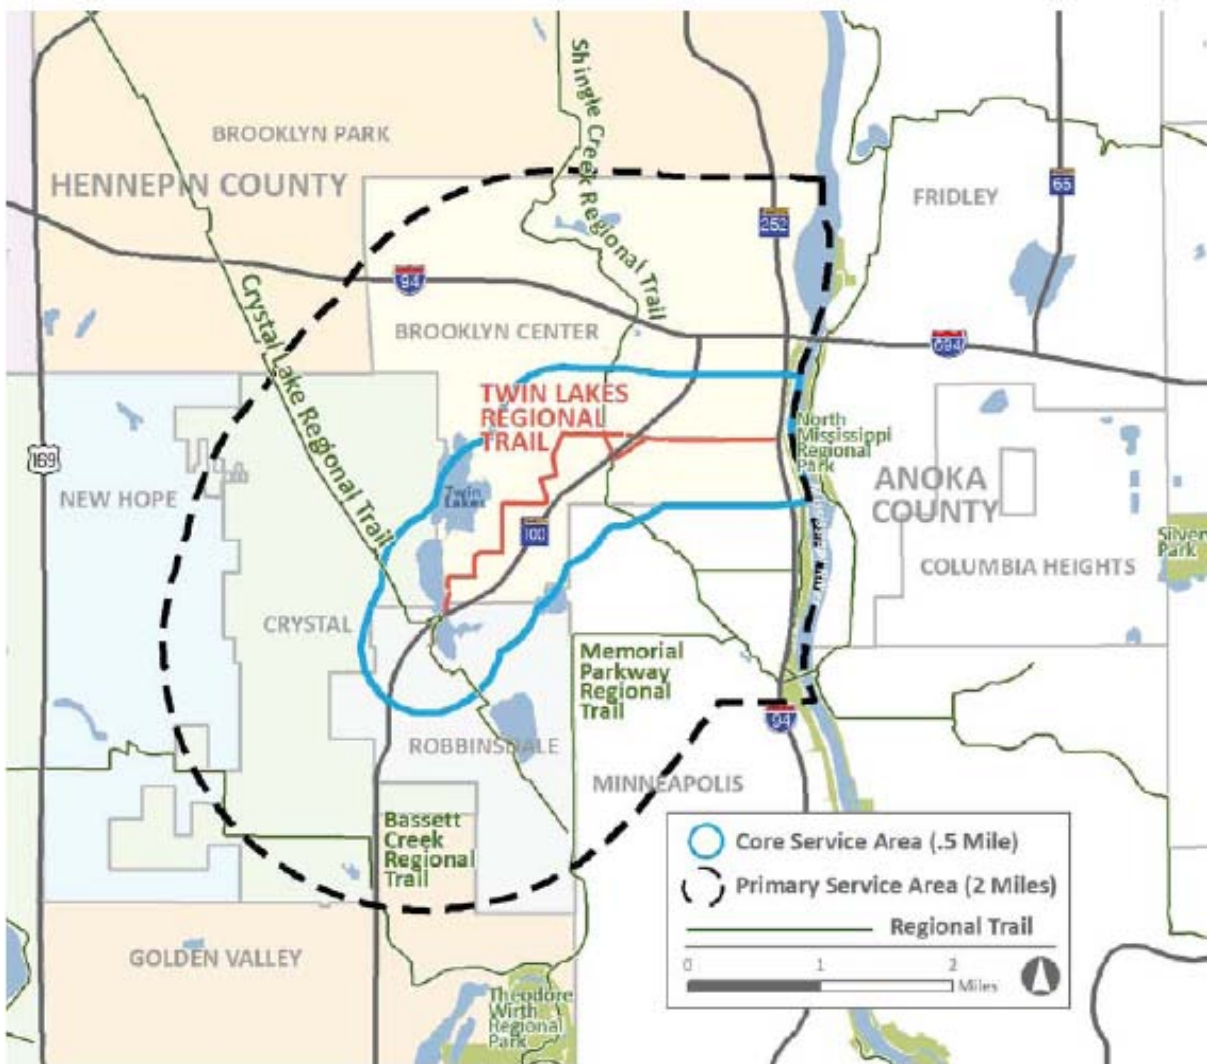 Shingle Creek Regional Trail
BROOKLYN PARK
HENNEPIN COUNTY
65
FRIDLEY
252
94
Crystal Lake Regional Trail
BROOKLYN CENTER
694
TWIN LAKES
REGIONAL
TRAIL
North
Mississippi
Regional
Park
169
NEW HOPE
Twin
Lakes
ANOKA
COUNTY
100
Silver
Park
COLUMBIA HEIGHTS
CRYSTAL
Memorial
Parkway
Regional
Trail
94
ROBBINSDALE
MINNEAPOLIS
Bassett
Creek
Regional
Trail
Core Service Area (.5 Mile)
Primary Service Area (2 Miles)
Regional Trail
0 1 2
Miles
GOLDEN VALLEY
Theodore
Wirth
Regional
Park